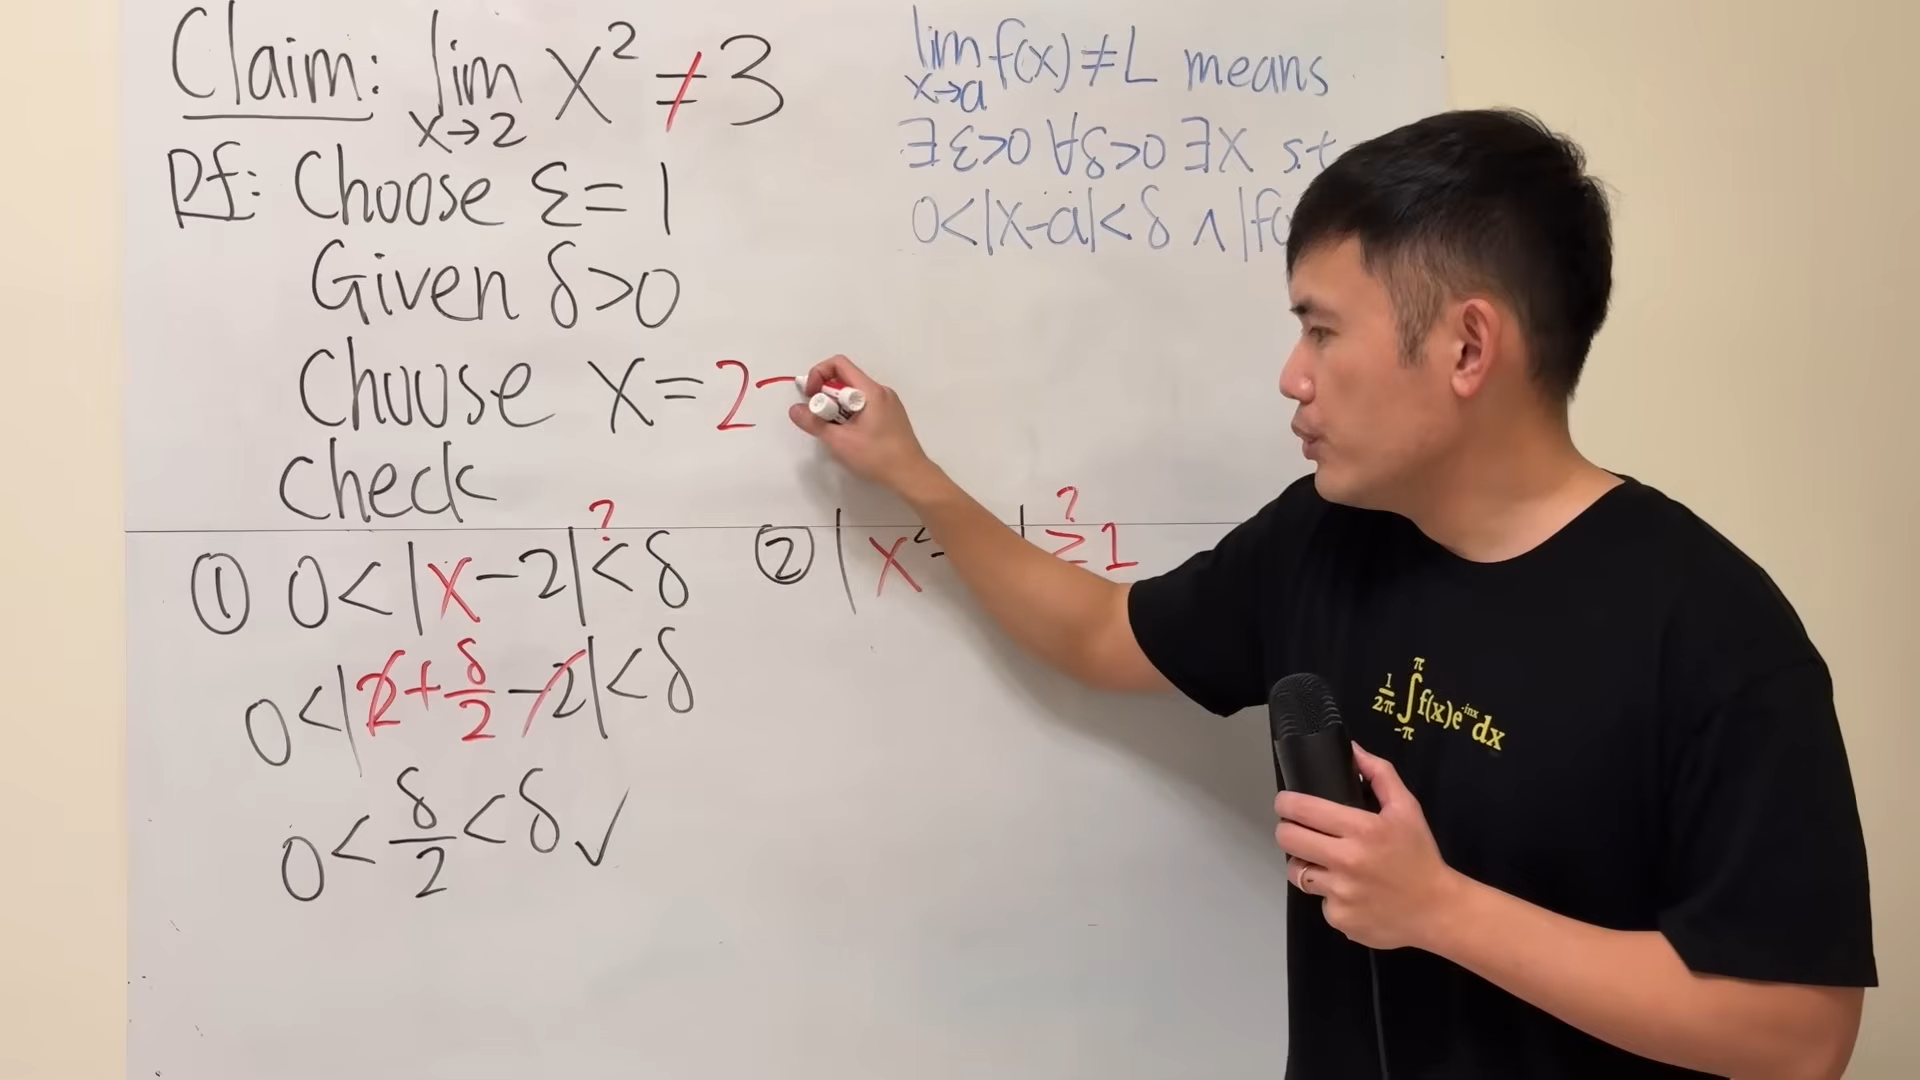 Claim: lim x→2 x² ≠ 3
Pf: Choose ε = 1
Given δ>0
Choose x = 2
Check
① 0<|x-2| ?< δ
0<|2+δ/2-2|<δ
0<δ/2<δ ✓
② |x | ?≥ 1
lim x→a f(x) ≠ L means
∃ ε>0 ∀δ>0 ∃x s.t
0<|x-a|<δ ∧ |f(
1/2π ∫ -π π f(x)e^-inx dx